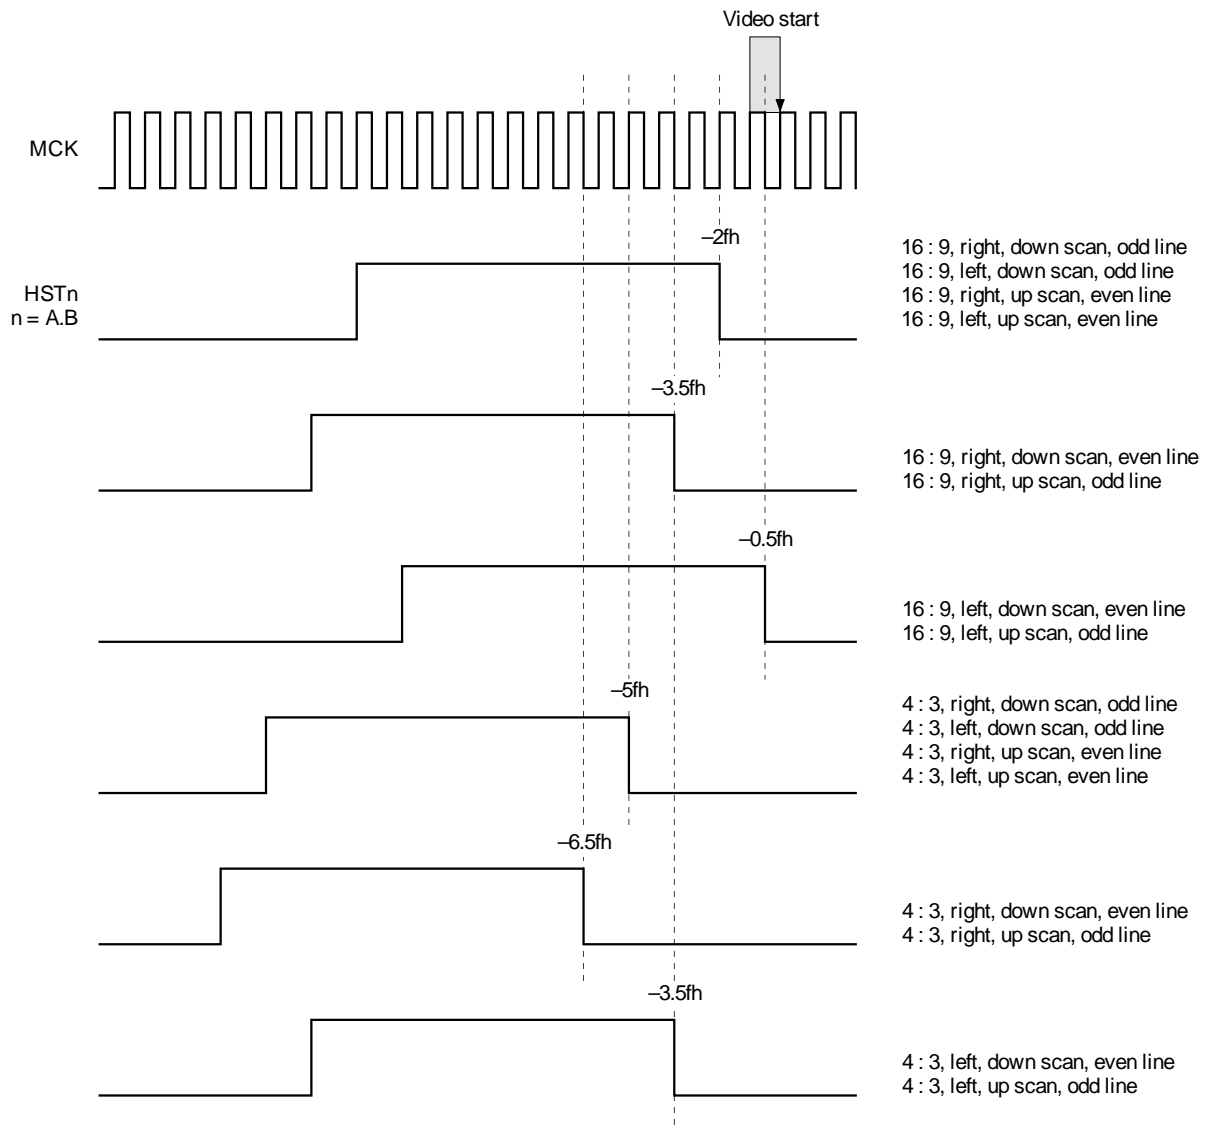 Video start
MCK
–2fh
HSTn
n = A.B
16 : 9, right, down scan, odd line
16 : 9, left, down scan, odd line
16 : 9, right, up scan, even line
16 : 9, left, up scan, even line
–3.5fh
16 : 9, right, down scan, even line
16 : 9, right, up scan, odd line
–0.5fh
16 : 9, left, down scan, even line
16 : 9, left, up scan, odd line
–5fh
4 : 3, right, down scan, odd line
4 : 3, left, down scan, odd line
4 : 3, right, up scan, even line
4 : 3, left, up scan, even line
–6.5fh
4 : 3, right, down scan, even line
4 : 3, right, up scan, odd line
–3.5fh
4 : 3, left, down scan, even line
4 : 3, left, up scan, odd line